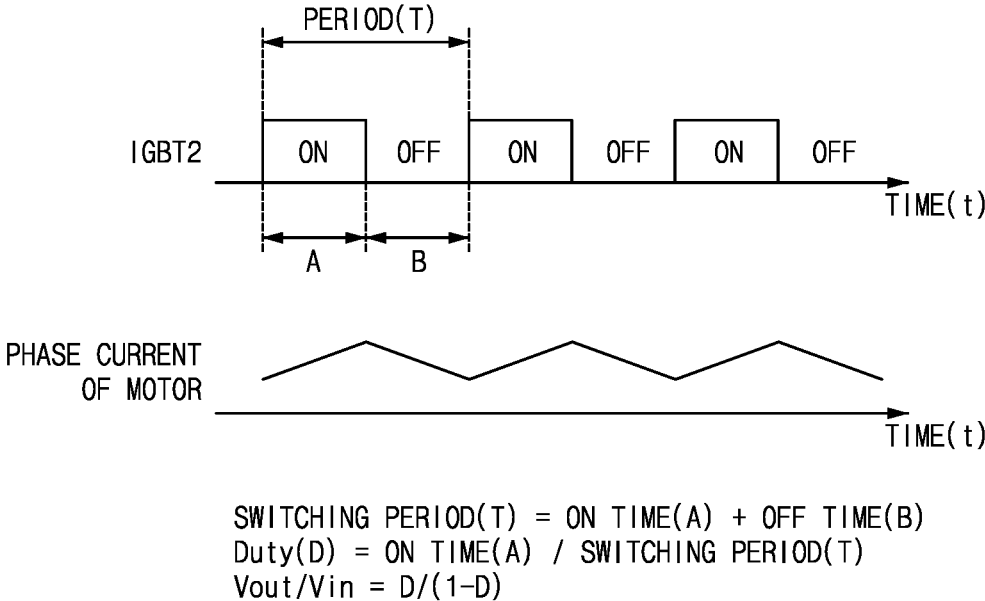 PERIOD(T)
IGBT2
ON OFF ON OFF ON OFF
TIME(t)
A B
PHASE CURRENT
OF MOTOR
TIME(t)
SWITCHING PERIOD(T) = ON TIME(A) + OFF TIME(B)
Duty(D) = ON TIME(A) / SWITCHING PERIOD(T)
Vout/Vin = D/(1-D)